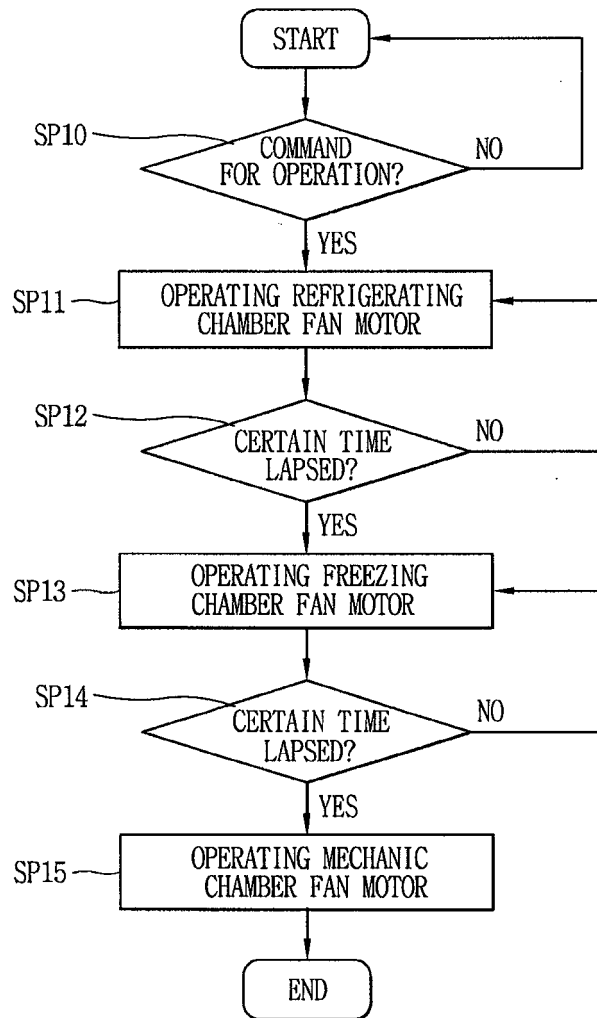 START
SP10
COMMAND
FOR OPERATION?
NO
YES
SP11
OPERATING REFRIGERATING
CHAMBER FAN MOTOR
SP12
CERTAIN TIME
LAPSED?
NO
YES
SP13
OPERATING FREEZING
CHAMBER FAN MOTOR
SP14
CERTAIN TIME
LAPSED?
NO
YES
SP15
OPERATING MECHANIC
CHAMBER FAN MOTOR
END